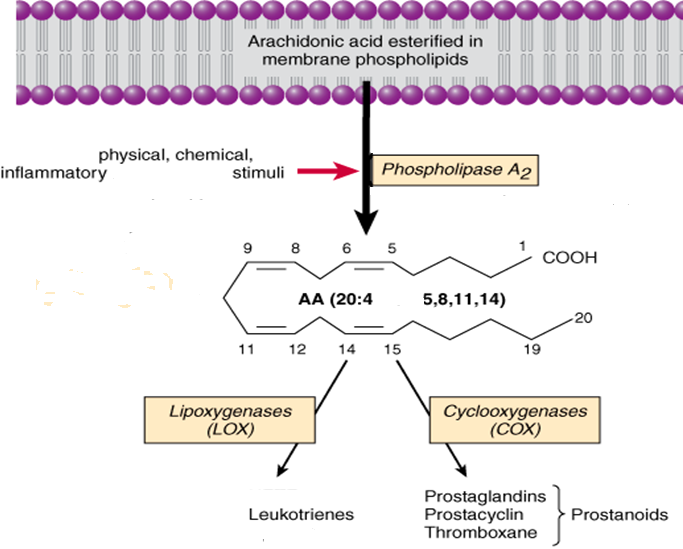 Arachidonic acid esterified in
membrane phospholipids
physical, chemical,
inflammatory stimuli
Phospholipase A2
9 8 6 5 1
COOH
AA (20:4 5,8,11,14)
20
11 12 14 15 19
Lipoxygenases
(LOX)
Cyclooxygenases
(COX)
Leukotrienes
Prostaglandins
Prostacyclin
Thromboxane
Prostanoids